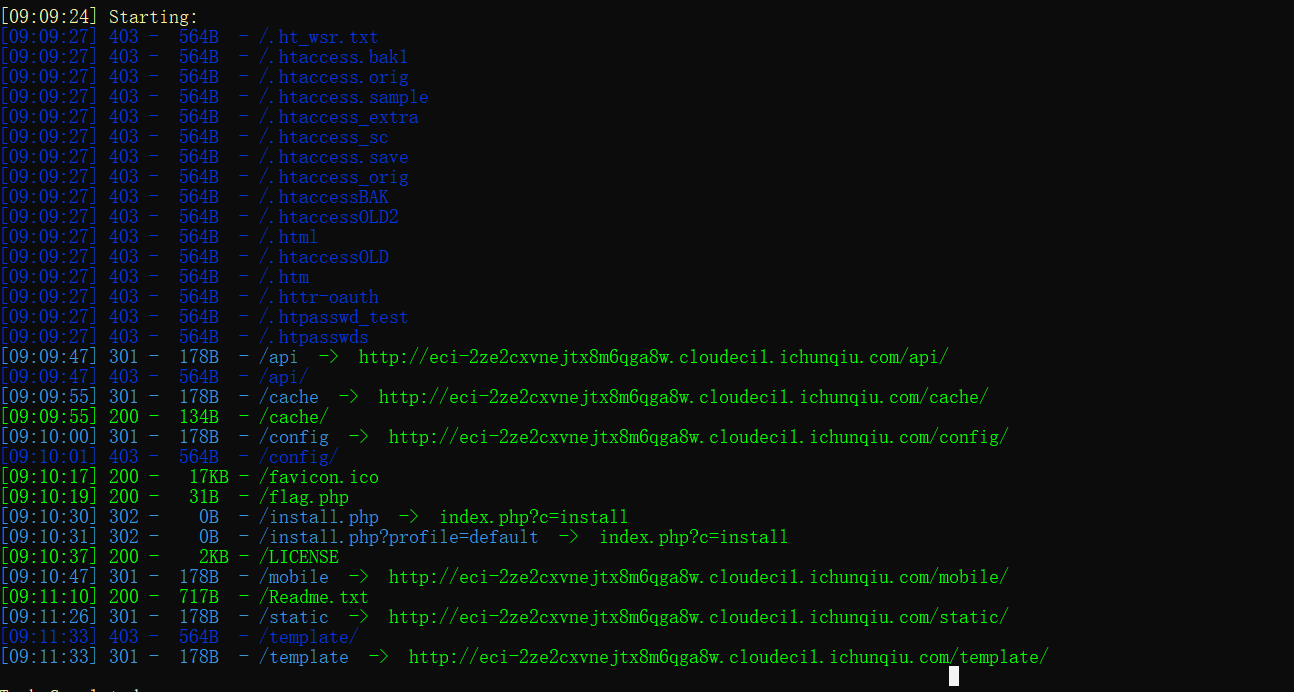 [09:09:24] Starting:
[09:09:27] 403 -  564B  - /.ht_wsr.txt
[09:09:27] 403 -  564B  - /.htaccess.bak1
[09:09:27] 403 -  564B  - /.htaccess.orig
[09:09:27] 403 -  564B  - /.htaccess.sample
[09:09:27] 403 -  564B  - /.htaccess_extra
[09:09:27] 403 -  564B  - /.htaccess_sc
[09:09:27] 403 -  564B  - /.htaccess.save
[09:09:27] 403 -  564B  - /.htaccess_orig
[09:09:27] 403 -  564B  - /.htaccessBAK
[09:09:27] 403 -  564B  - /.htaccessOLD2
[09:09:27] 403 -  564B  - /.html
[09:09:27] 403 -  564B  - /.htaccessOLD
[09:09:27] 403 -  564B  - /.htm
[09:09:27] 403 -  564B  - /.httr-oauth
[09:09:27] 403 -  564B  - /.htpasswd_test
[09:09:27] 403 -  564B  - /.htpasswds
[09:09:47] 301 -  178B  - /api  ->  http://eci-2ze2cxvnejtx8m6qga8w.cloudeci1.ichunqiu.com/api/
[09:09:47] 403 -  564B  - /api/
[09:09:55] 301 -  178B  - /cache  ->  http://eci-2ze2cxvnejtx8m6qga8w.cloudeci1.ichunqiu.com/cache/
[09:09:55] 200 -  134B  - /cache/
[09:10:00] 301 -  178B  - /config  ->  http://eci-2ze2cxvnejtx8m6qga8w.cloudeci1.ichunqiu.com/config/
[09:10:01] 403 -  564B  - /config/
[09:10:17] 200 -   17KB - /favicon.ico
[09:10:19] 200 -   31B  - /flag.php
[09:10:30] 302 -    0B  - /install.php  ->  index.php?c=install
[09:10:31] 302 -    0B  - /install.php?profile=default  ->  index.php?c=install
[09:10:37] 200 -    2KB - /LICENSE
[09:10:47] 301 -  178B  - /mobile  ->  http://eci-2ze2cxvnejtx8m6qga8w.cloudeci1.ichunqiu.com/mobile/
[09:11:10] 200 -  717B  - /Readme.txt
[09:11:26] 301 -  178B  - /static  ->  http://eci-2ze2cxvnejtx8m6qga8w.cloudeci1.ichunqiu.com/static/
[09:11:33] 403 -  564B  - /template/
[09:11:33] 301 -  178B  - /template  ->  http://eci-2ze2cxvnejtx8m6qga8w.cloudeci1.ichunqiu.com/template/